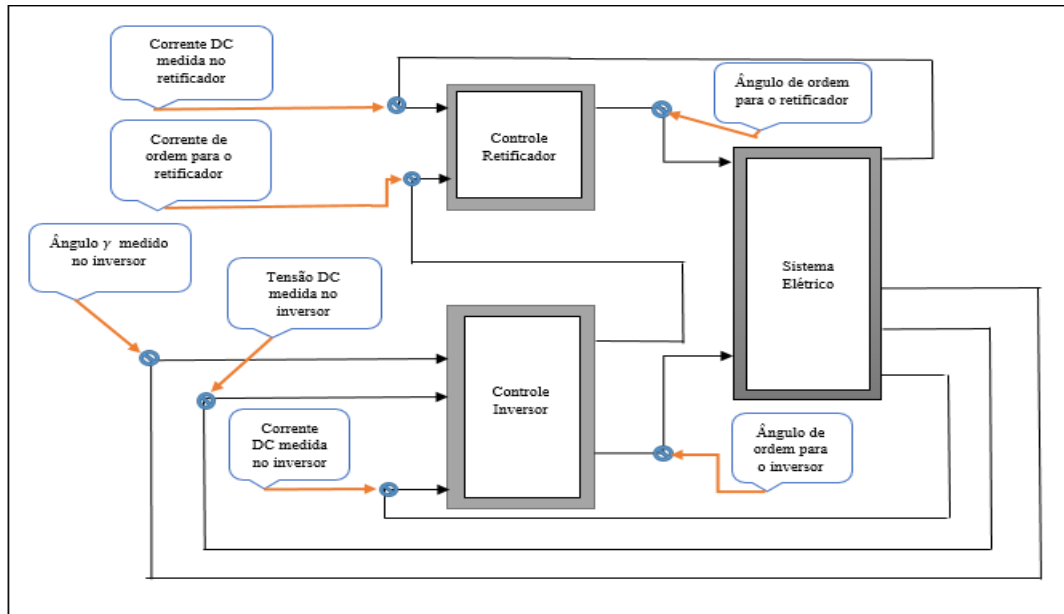 Corrente DC
medida no
retificador
Corrente de
ordem para o
retificador
Ângulo de ordem
para o retificador
Controle
Retificador
Ângulo γ medido
no inversor
Tensão DC
medida no
inversor
Sistema
Elétrico
Controle
Inversor
Corrente
DC medida
no inversor
Ângulo de
ordem para
o inversor